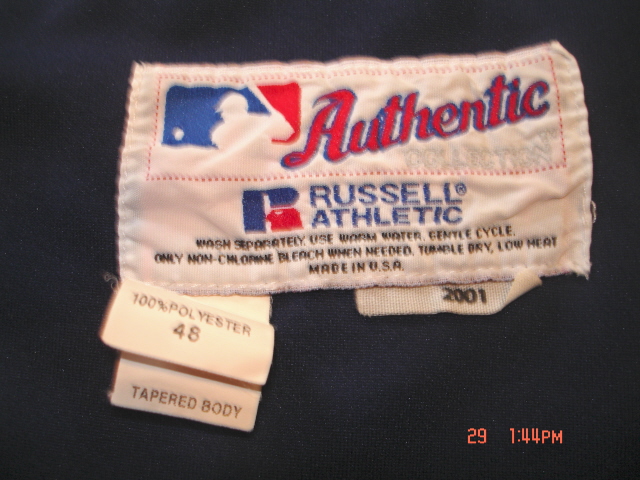 Authentic
COLLECTION
RUSSELL®
ATHLETIC
WASH SEPARATELY. USE WARM WATER. GENTLE CYCLE.
ONLY NON-CHLORINE BLEACH WHEN NEEDED. TUMBLE DRY, LOW HEAT
MADE IN U.S.A.
2001
100% POLYESTER
48
TAPERED BODY
29 1:44PM